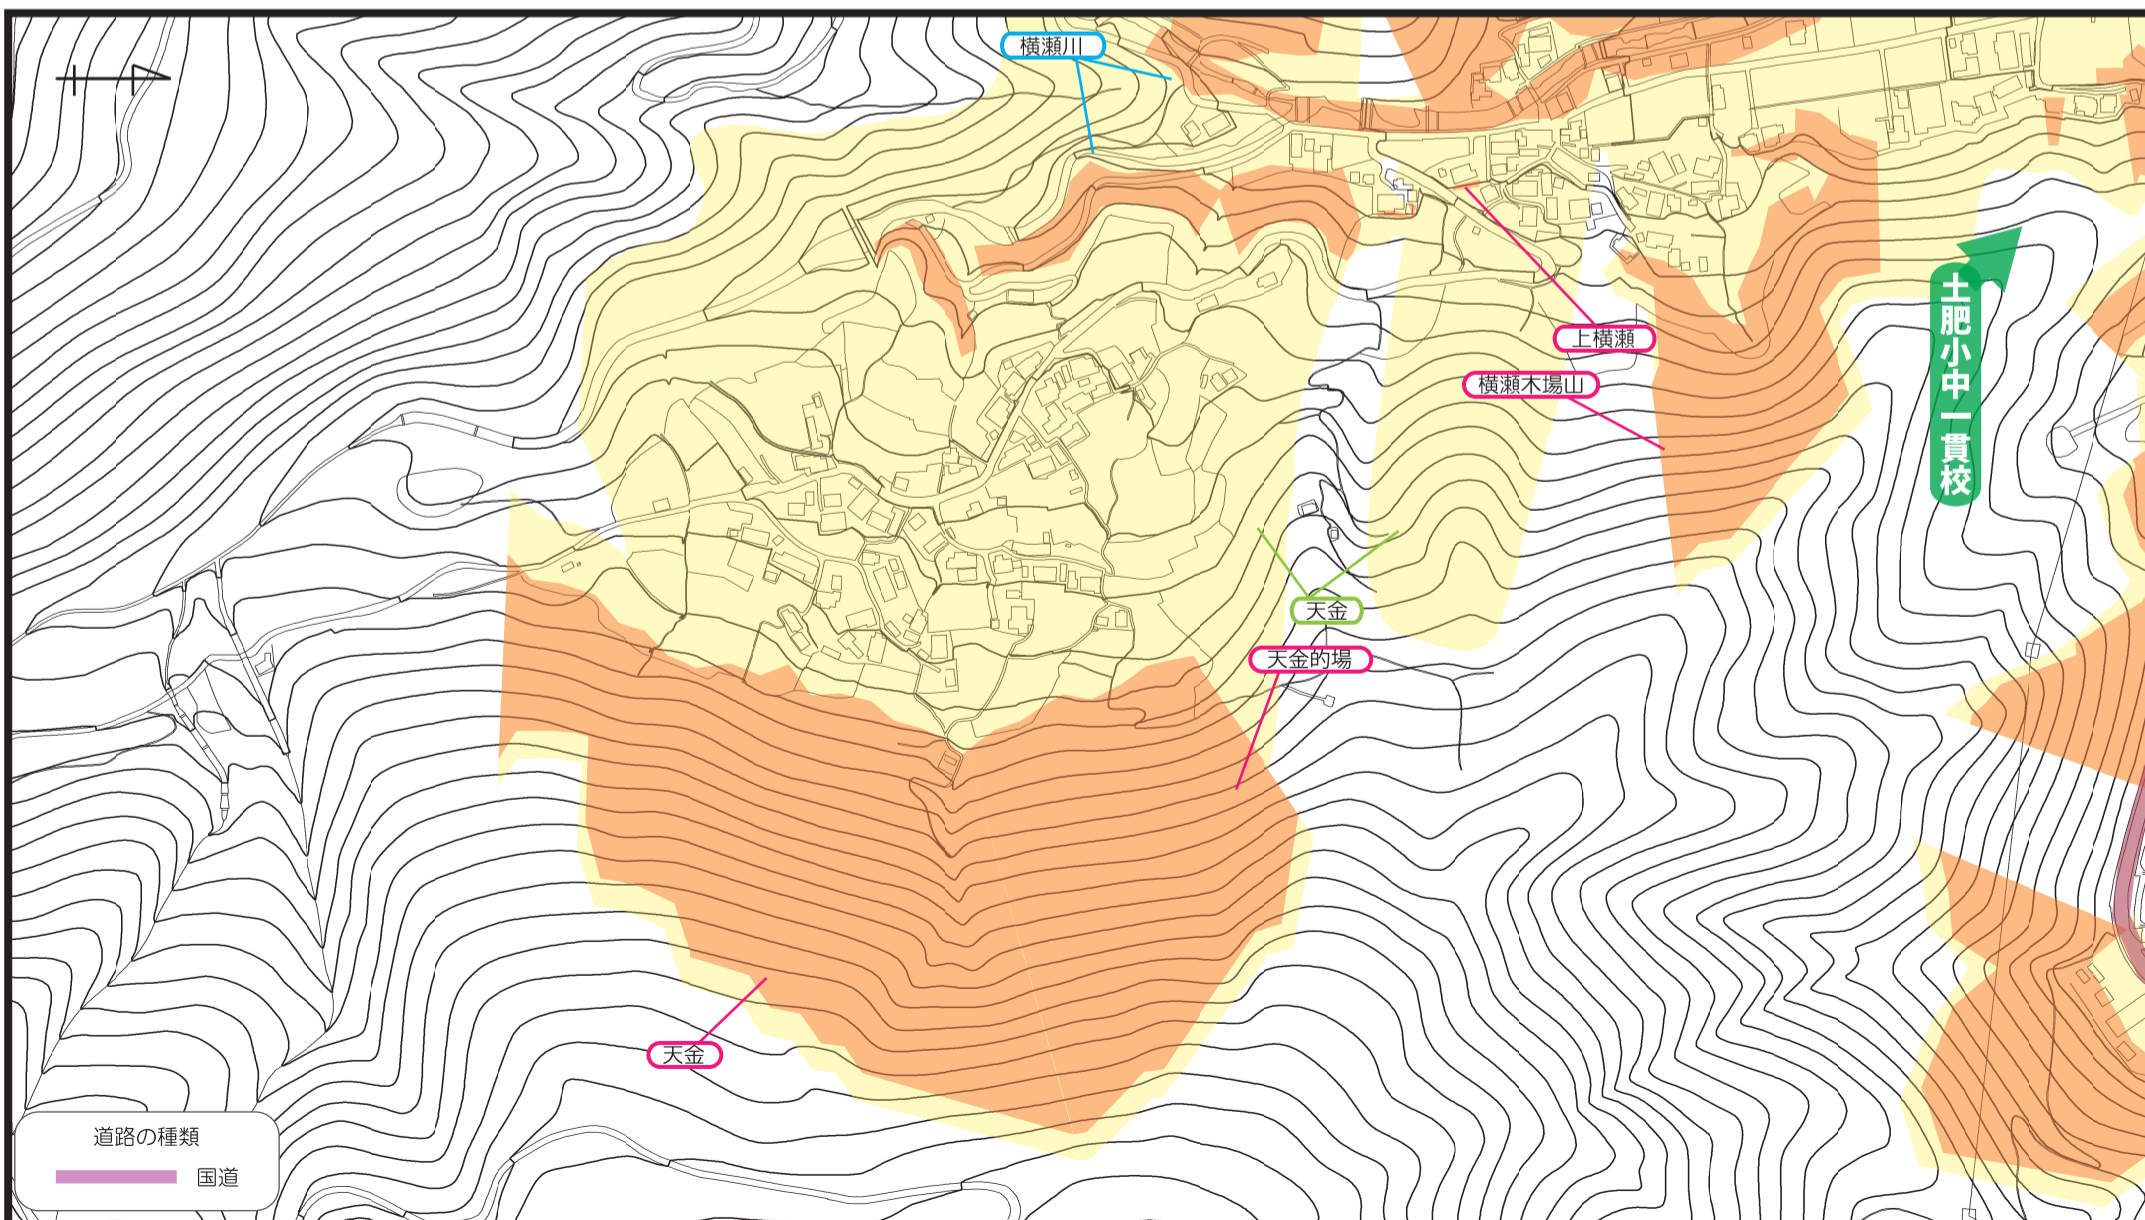 横瀬川
上横瀬
横瀬木場山
土肥小中一貫校
天金
天金的場
天金
道路の種類
国道